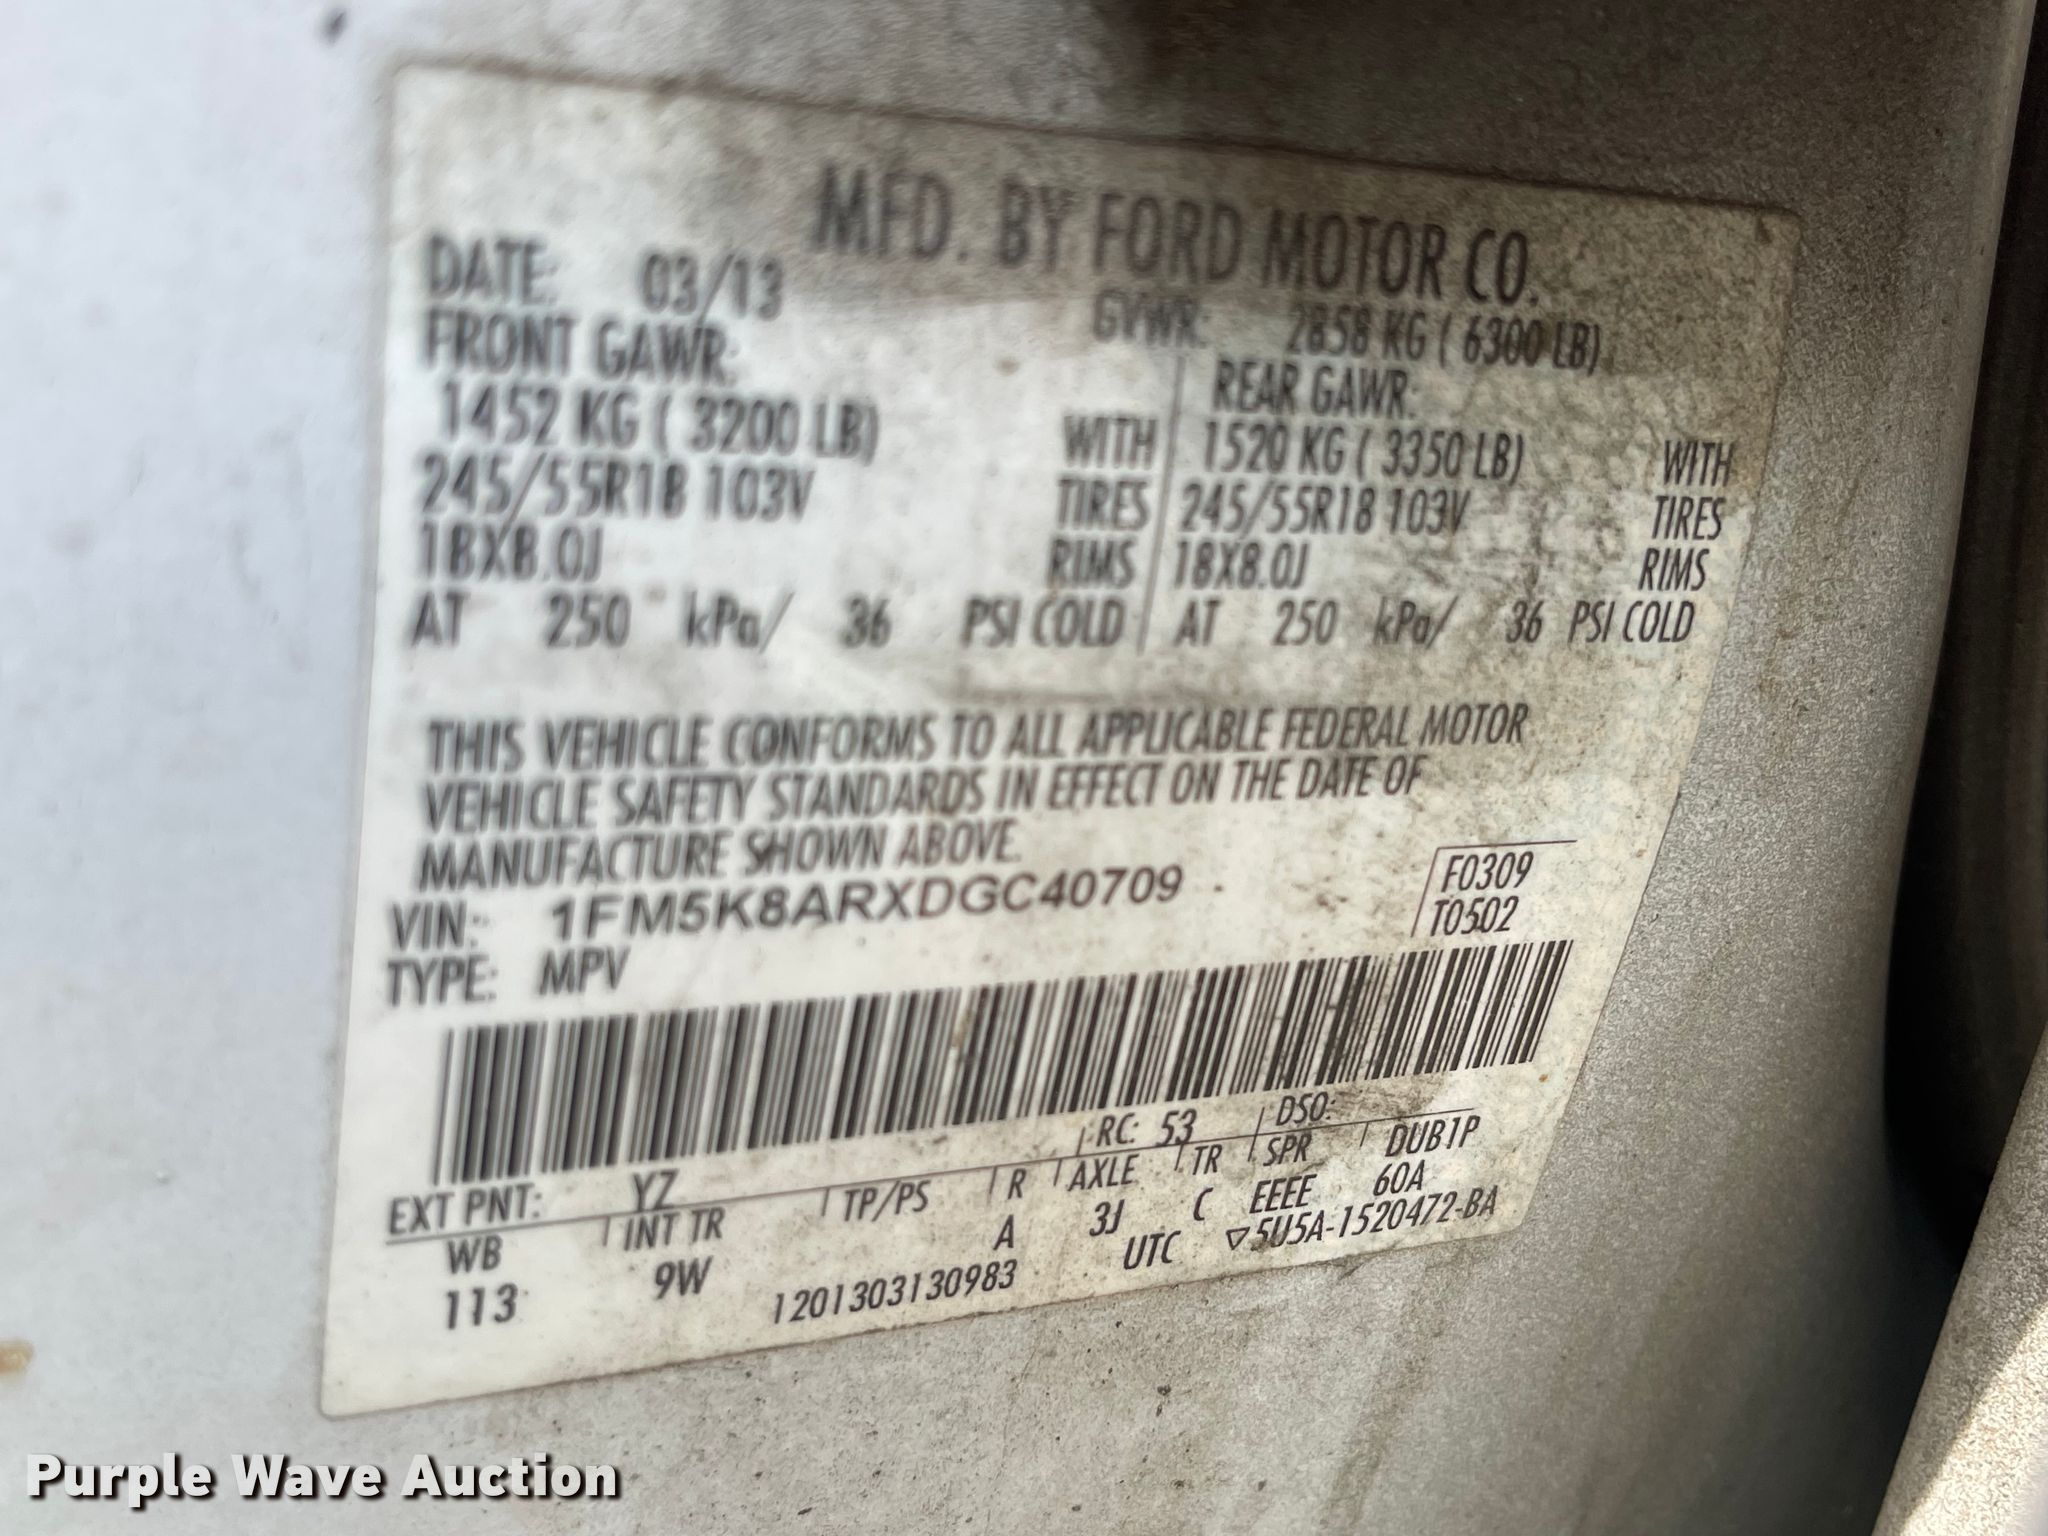 MFD. BY FORD MOTOR CO.
DATE: 03/13 GVWR: 2858 KG ( 6300 LB)
FRONT GAWR: REAR GAWR:
1452 KG ( 3200 LB) WITH 1520 KG ( 3350 LB) WITH
245/55R18 103V TIRES 245/55R18 103V TIRES
18X8.0J RIMS 18X8.0J RIMS
AT 250 kPa/ 36 PSI COLD AT 250 kPa/ 36 PSI COLD
THIS VEHICLE CONFORMS TO ALL APPLICABLE FEDERAL MOTOR
VEHICLE SAFETY STANDARDS IN EFFECT ON THE DATE OF
MANUFACTURE SHOWN ABOVE.
VIN: 1FM5K8ARXDGC40709 F0309
TYPE: MPV T0502
EXT PNT: YZ RC: 53 DSO:
WB INT TR TP/PS R AXLE TR SPR DUB1P
113 9W A 3J C EEEE 60A
1201303130983 UTC ▽5U5A-1520472-BA
Purple Wave Auction